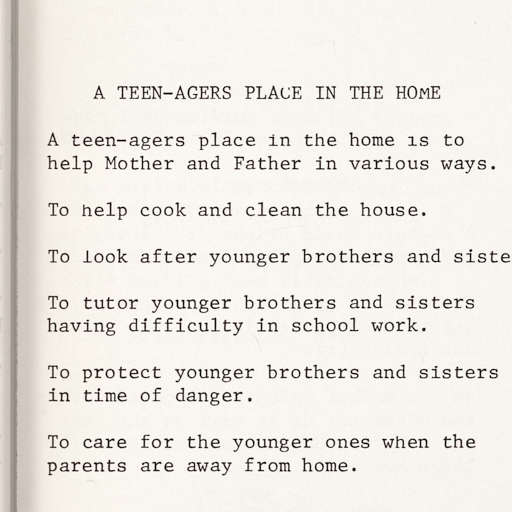 A TEEN-AGERS PLACE IN THE HOME
A teen-agers place in the home is to
help Mother and Father in various ways.
To help cook and clean the house.
To look after younger brothers and siste
To tutor younger brothers and sisters
having difficulty in school work.
To protect younger brothers and sisters
in time of danger.
To care for the younger ones when the
parents are away from home.